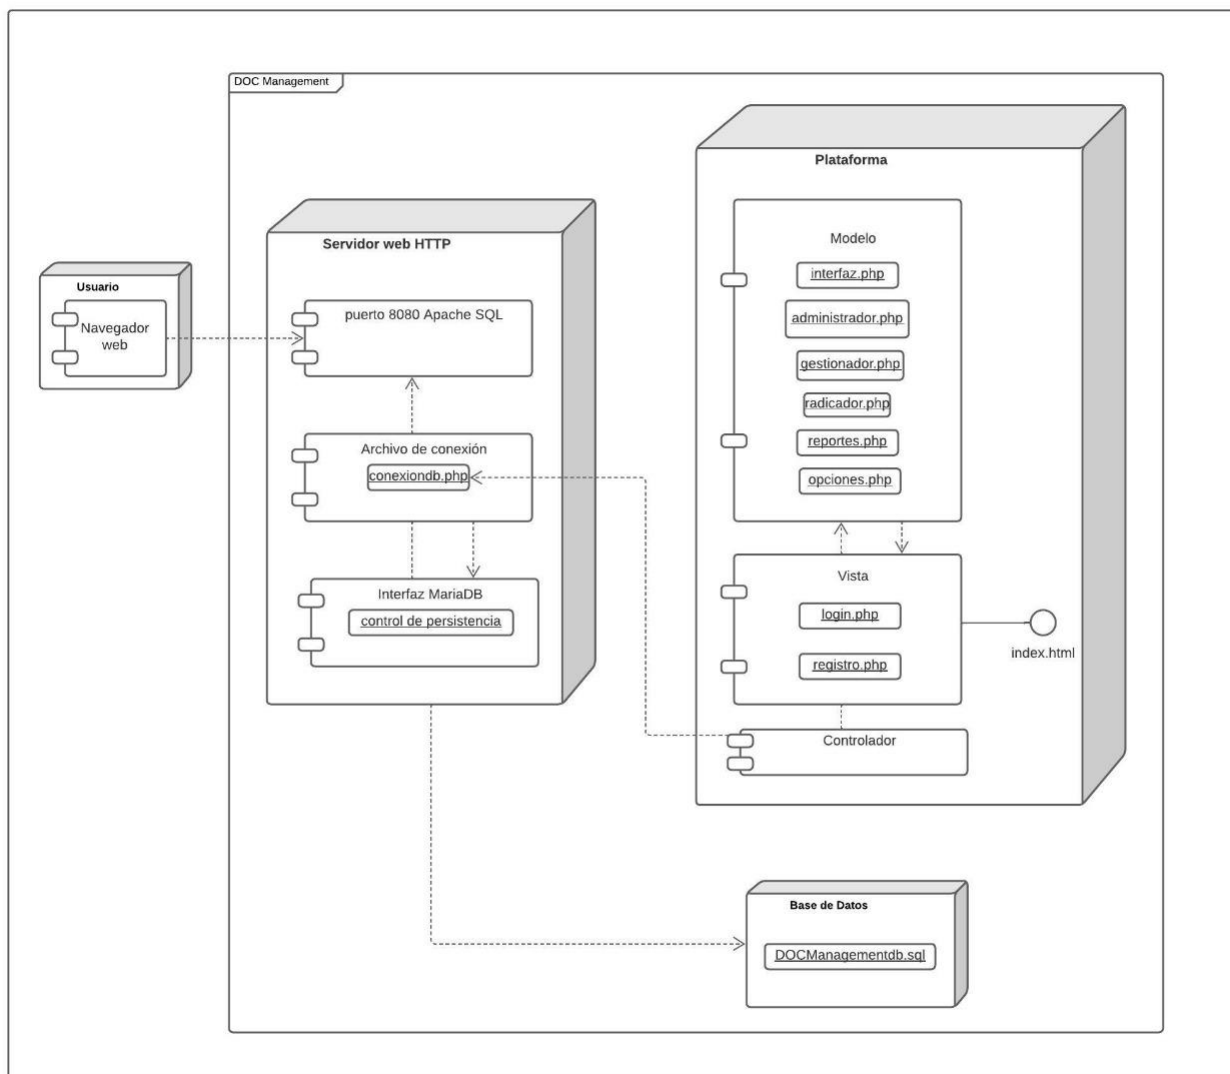 DOC Management
Usuario
Navegador
web
Servidor web HTTP
puerto 8080 Apache SQL
Archivo de conexión
conexiondb.php
Interfaz MariaDB
control de persistencia
Plataforma
Modelo
interfaz.php
administrador.php
gestionador.php
radicador.php
reportes.php
opciones.php
Vista
login.php
registro.php
index.html
Controlador
Base de Datos
DOCManagementdb.sql